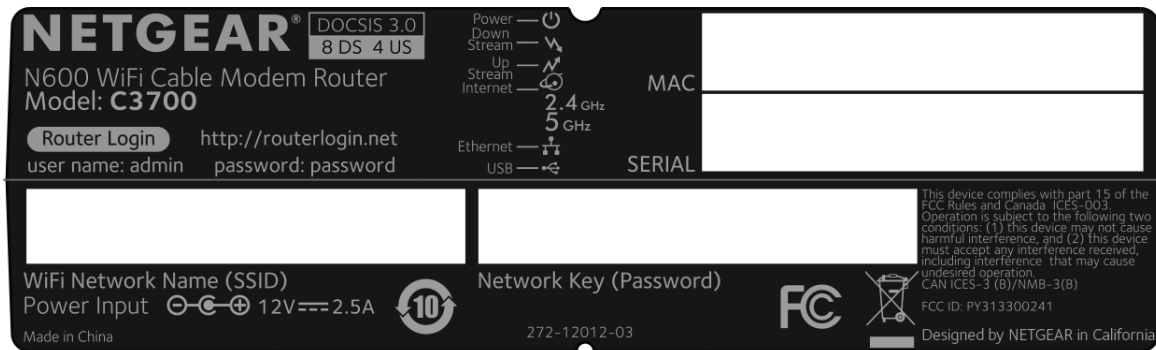 NETGEAR®
DOCSIS 3.0
8 DS 4 US
N600 WiFi Cable Modem Router
Model: C3700
Router Login http://routerlogin.net
user name: admin password: password
Power
Down
Stream
Up
Stream
Internet
2.4 GHz
5 GHz
Ethernet
USB
MAC
SERIAL
WiFi Network Name (SSID)
Power Input 12V 2.5A
10
Made in China
Network Key (Password)
272-12012-03
FC
This device complies with part 15 of the
FCC Rules and Canada ICES-003.
Operation is subject to the following two
conditions: (1) this device may not cause
harmful interference, and (2) this device
must accept any interference received,
including interference that may cause
undesired operation.
CAN ICES-3 (B)/NMB-3(B)
FCC ID: PY313300241
Designed by NETGEAR in California